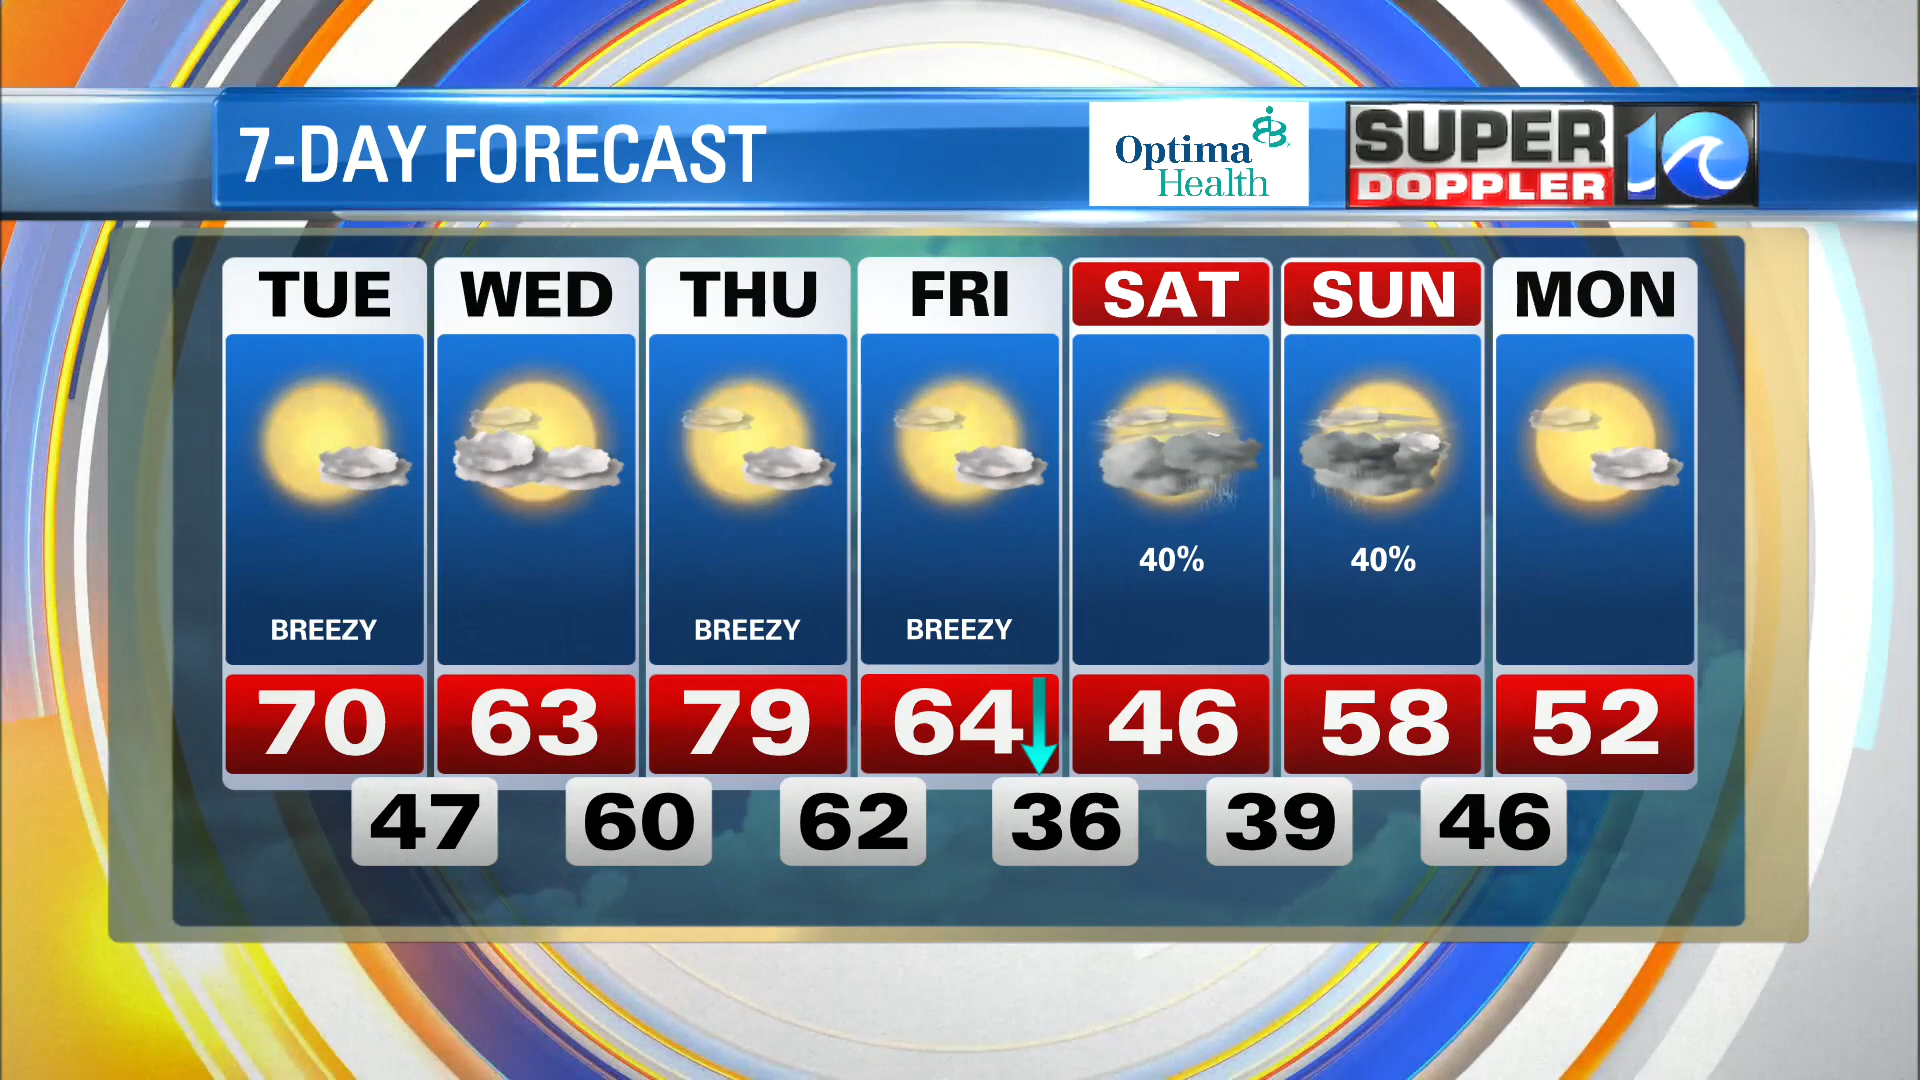 7-DAY FORECAST
Optima
Health
SUPER
DOPPLER
10
TUE WED THU FRI SAT SUN MON
40% 40%
BREEZY BREEZY BREEZY
70 63 79 64 46 58 52
47 60 62 36 39 46